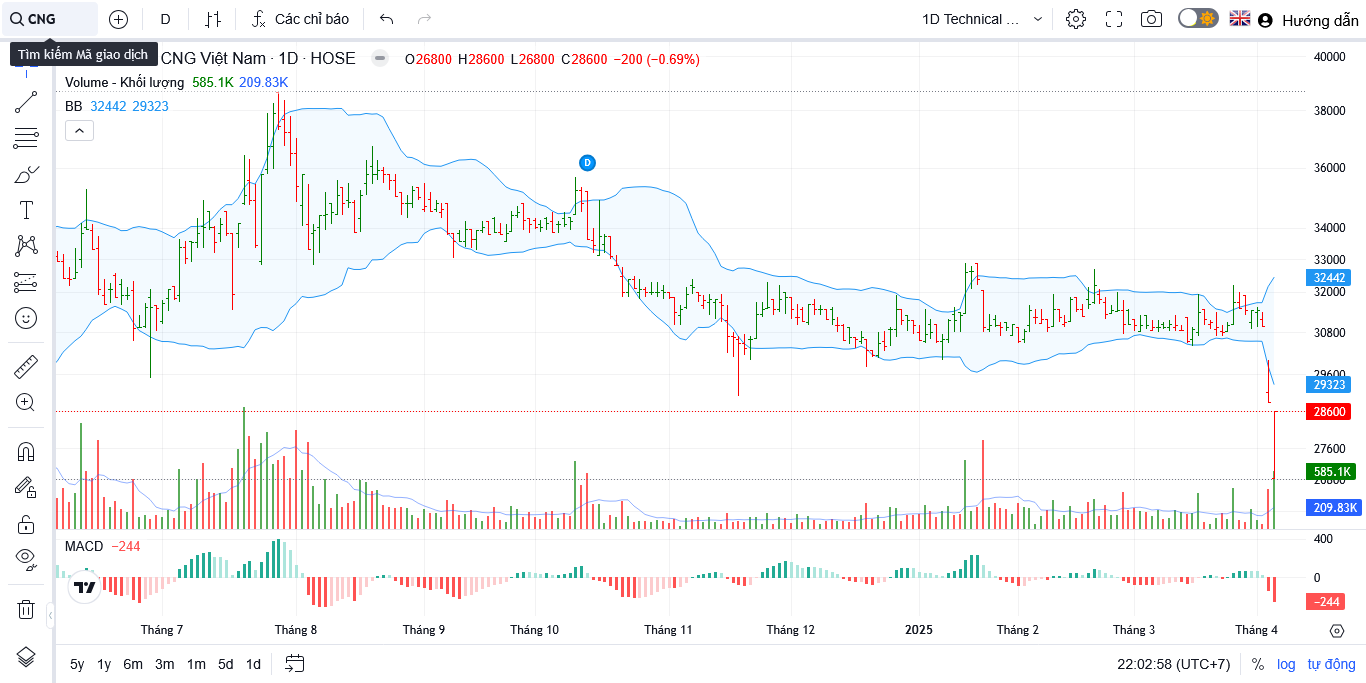 CNG
D
Các chỉ báo
1D Technical ...
Hướng dẫn
Tìm kiếm Mã giao dịch
CNG Việt Nam · 1D · HOSE
O26800 H28600 L26800 C28600 −200 (−0.69%)
Volume - Khối lượng 585.1K 209.83K
BB 32442 29323
D
40000
38000
36000
34000
33000
32442
32000
30800
29600
29323
28600
27600
585.1K
26800
209.83K
MACD −244
400
0
−244
Tháng 7
Tháng 8
Tháng 9
Tháng 10
Tháng 11
Tháng 12
2025
Tháng 2
Tháng 3
Tháng 4
5y 1y 6m 3m 1m 5d 1d
22:02:58 (UTC+7)
% log tự động